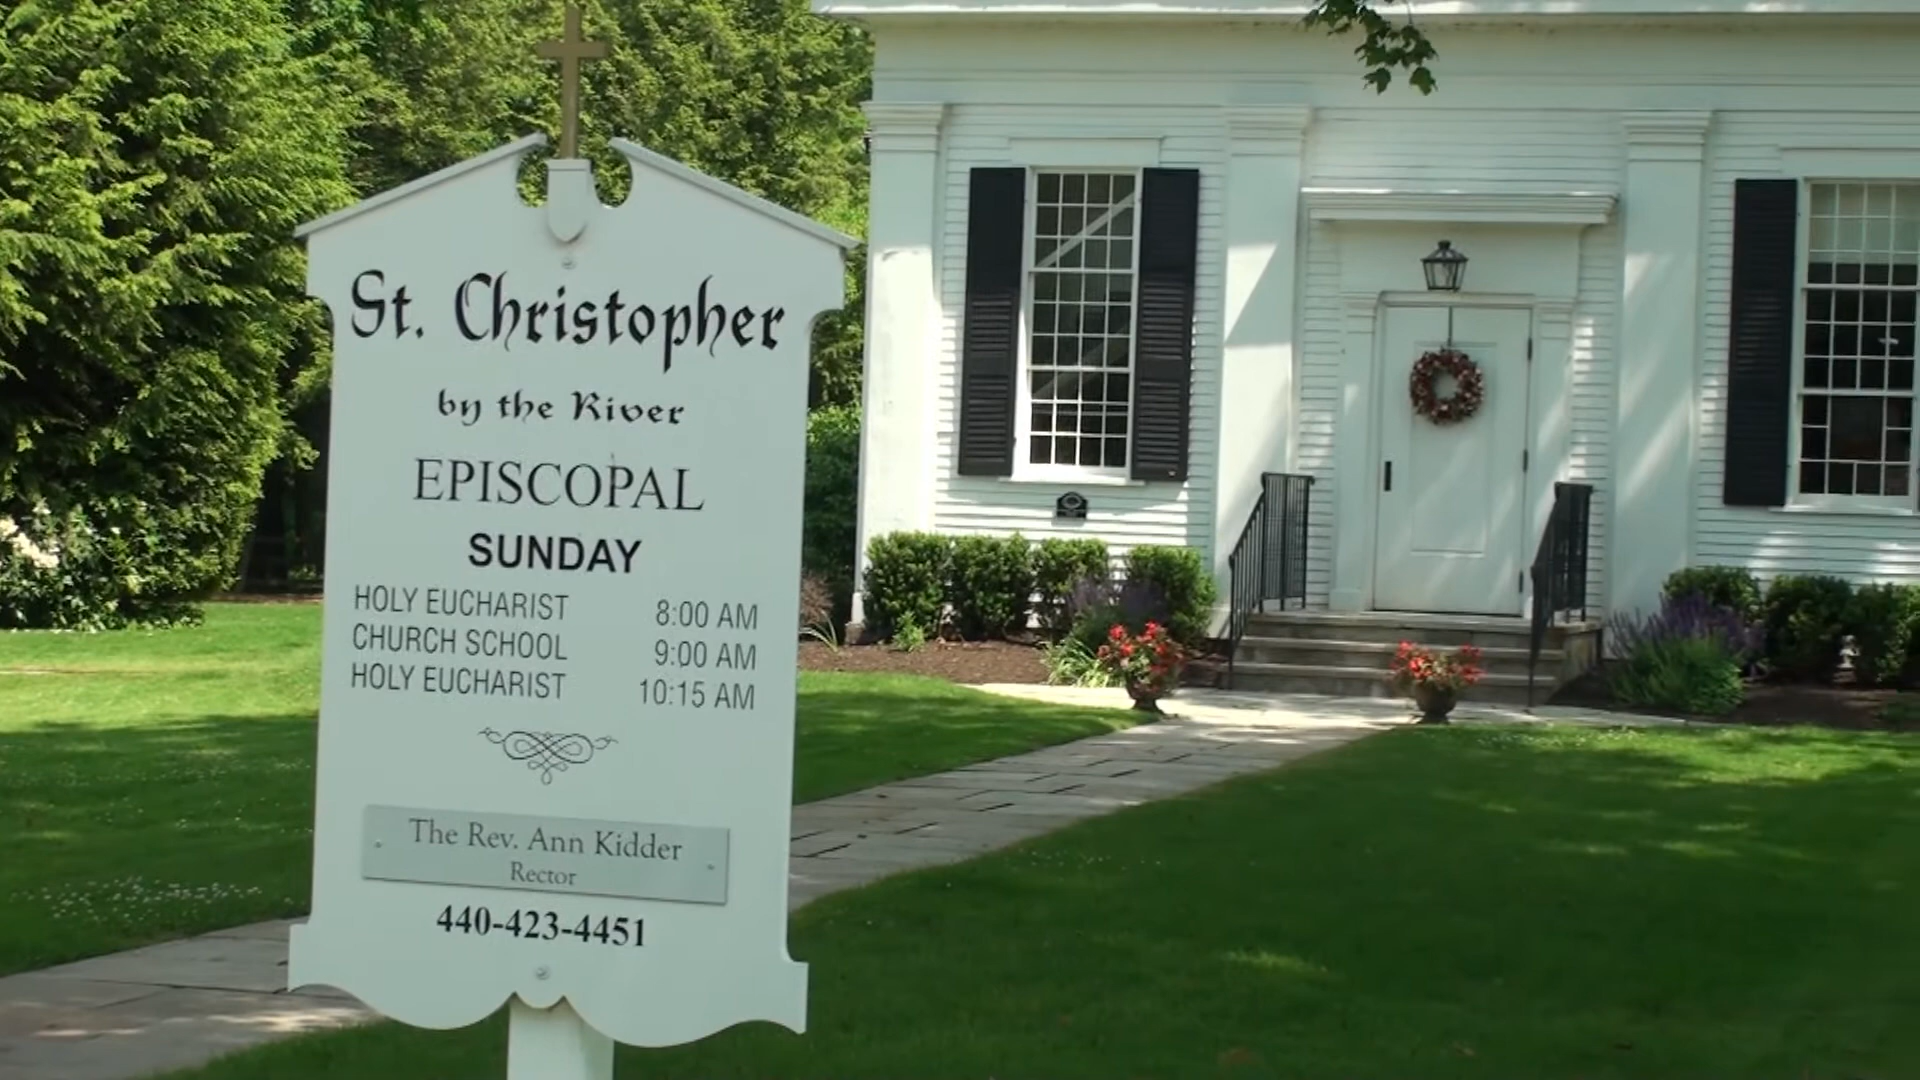 St. Christopher
by the River
EPISCOPAL
SUNDAY
HOLY EUCHARIST 8:00 AM
CHURCH SCHOOL 9:00 AM
HOLY EUCHARIST 10:15 AM
The Rev. Ann Kidder
Rector
440-423-4451